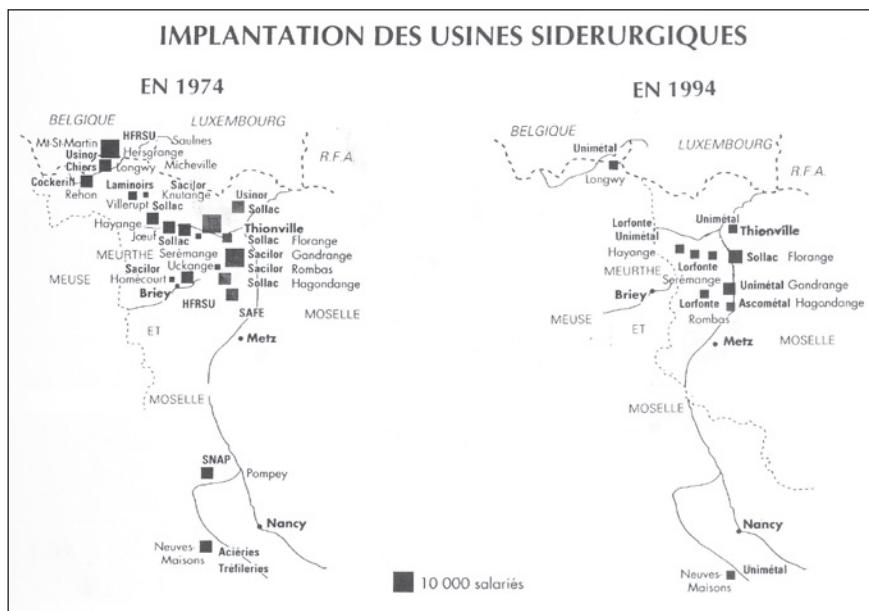 IMPLANTATION DES USINES SIDERURGIQUES
EN 1974
BELGIQUE
LUXEMBOURG
R.F.A.
HFRSU
Saulnes
Mt-St-Martin
Hersgrange
Usinor
Chiers
Longwy
Micheville
Cockerin
Rehon
Laminoirs
Villerupt
Sacilor
Knutange
Sollac
Usinor
Sollac
Hayange
Jœuf
Sollac
Thionville
Sollac Florange
MEURTHE
Serémange
Sacilor Gandrange
MEUSE
Sacilor
Uckange
Sacilor Rombas
Homécourt
Sollac Hagondange
Briey
HFRSU
SAFE
MOSELLE
ET
Metz
MOSELLE
SNAP
Pompey
Nancy
Neuves-
Maisons
Aciéries
Tréfileries
10 000 salariés
EN 1994
BELGIQUE
LUXEMBOURG
R.F.A.
Unimétal
Longwy
Lorfonte
Unimétal
Unimétal
Thionville
Hayange
Sollac Florange
Lorfonte
MEURTHE
Serémange
Unimétal Gandrange
Briey
Lorfonte
Ascométal Hagandange
MEUSE
Rombas
ET
Metz
MOSELLE
MOSELLE
Nancy
Neuves-
Maisons
Unimétal